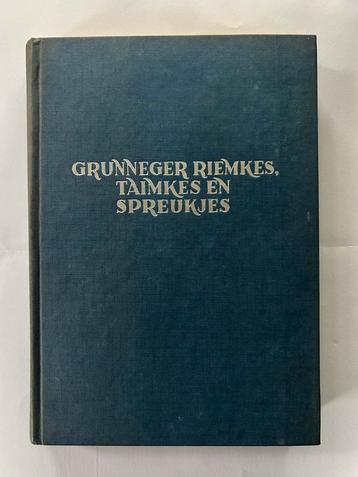 GRUNNEGER RIEMKES,
TAIMKES EN
SPREUKJES